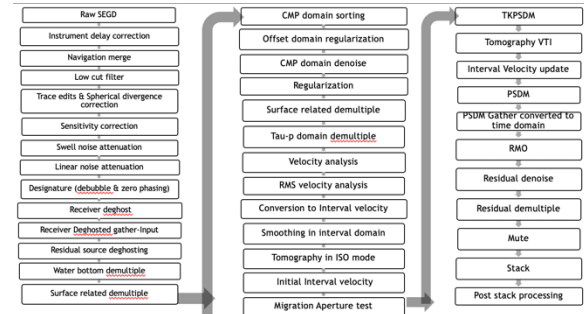 Raw SEGD
Instrument delay correction
Navigation merge
Low cut filter
Trace edits & Spherical divergence
correction
Sensitivity correction
Swell noise attenuation
Linear noise attenuation
Designature (debubble & zero phasing)
Receiver deghost
Receiver Deghosted gather-Input
Residual source deghosting
Water bottom demultiple
Surface related demultiple
CMP domain sorting
Offset domain regularization
CMP domain denoise
Regularization
Surface related demultiple
Tau-p domain demultiple
Velocity analysis
RMS velocity analysis
Conversion to Interval velocity
Smoothing in interval domain
Tomography in ISO mode
Initial Interval velocity
Migration Aperture test
TKPSDM
Tomography VTI
Interval Velocity update
PSDM
PSDM Gather converted to
time domain
RMO
Residual denoise
Residual demultiple
Mute
Stack
Post stack processing